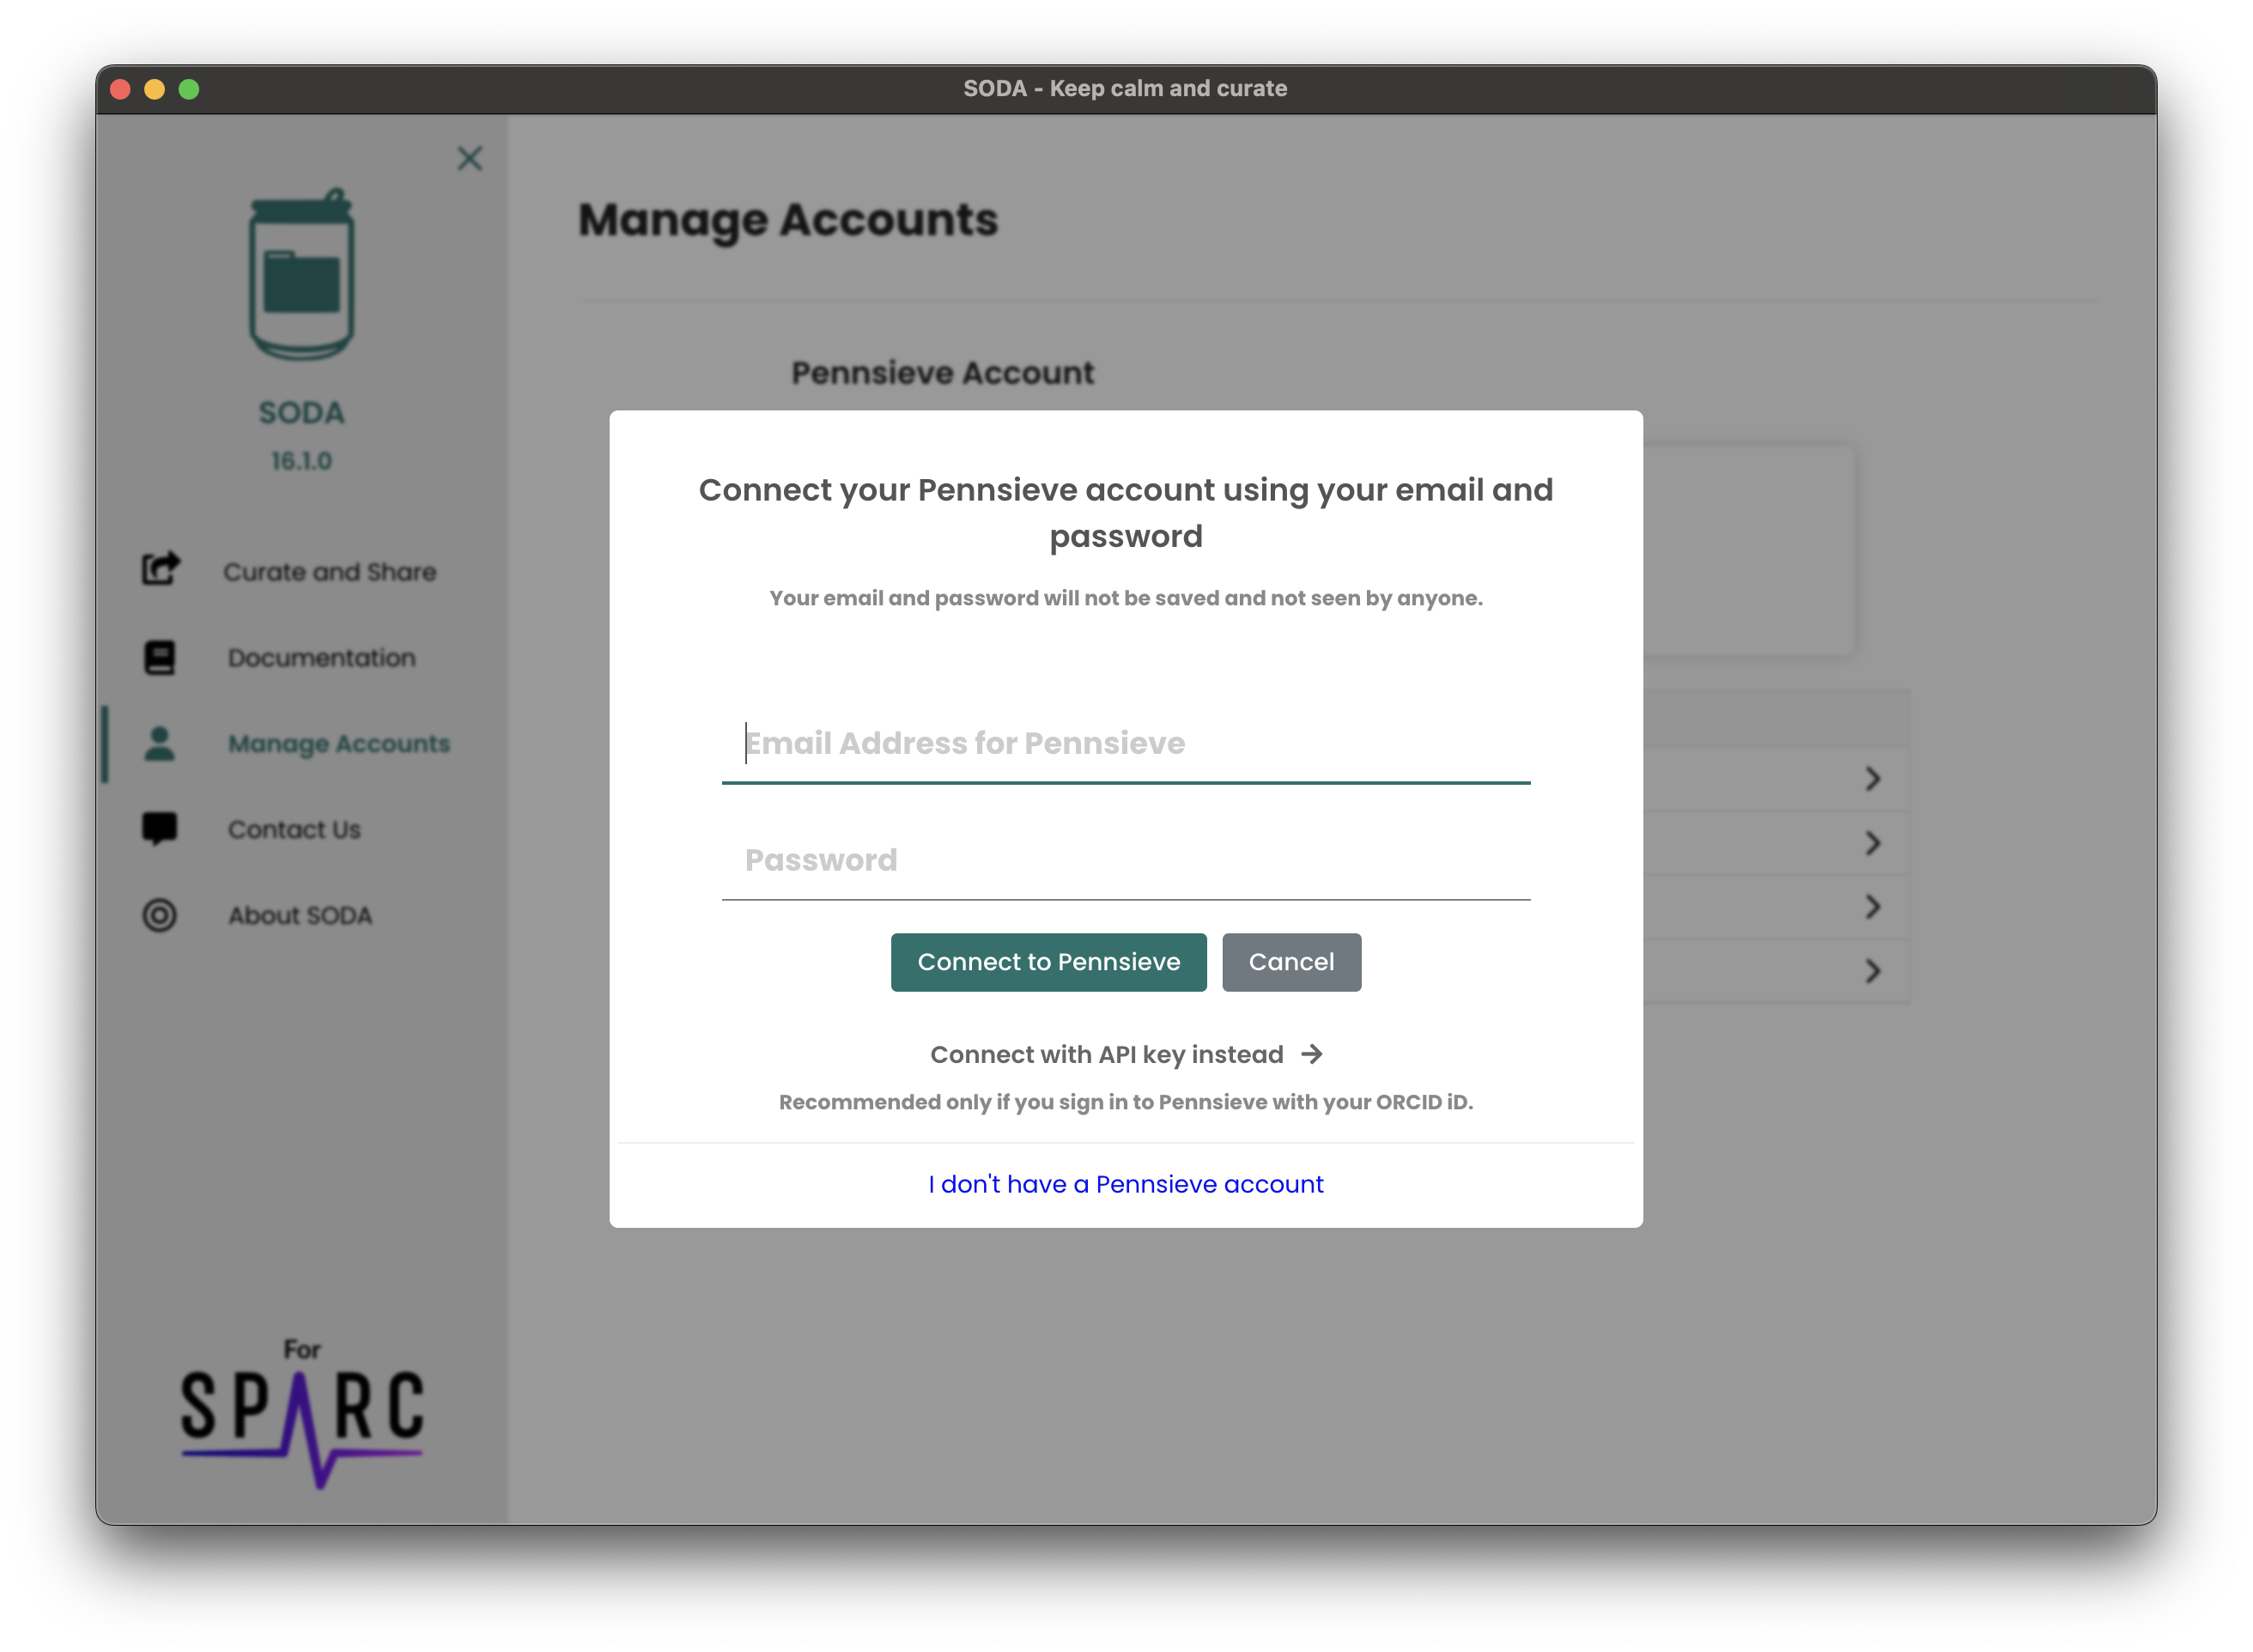 SODA - Keep calm and curate
SODA
16.1.0
Curate and Share
Documentation
Manage Accounts
Contact Us
About SODA
For
SPARC
Manage Accounts
Pennsieve Account
Connect your Pennsieve account using your email and
password
Your email and password will not be saved and not seen by anyone.
Email Address for Pennsieve
Password
Connect to Pennsieve
Cancel
Connect with API key instead
Recommended only if you sign in to Pennsieve with your ORCID iD.
I don't have a Pennsieve account